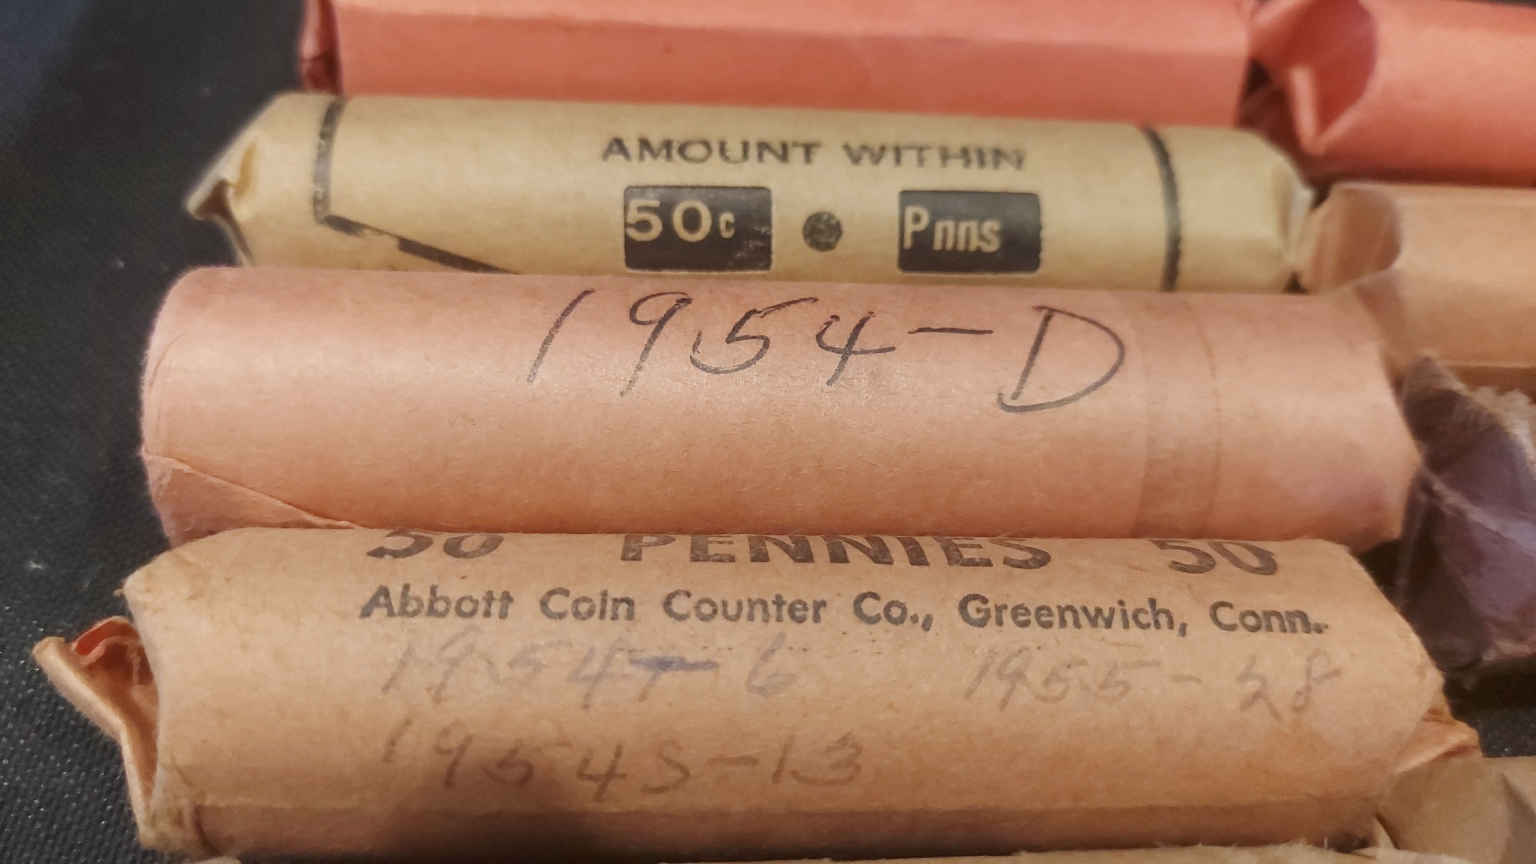 AMOUNT WITHIN
50c • Pnns
1954-D
50 PENNIES 50
Abbott Coin Counter Co., Greenwich, Conn.
1954-6 1955-28
1954S-13